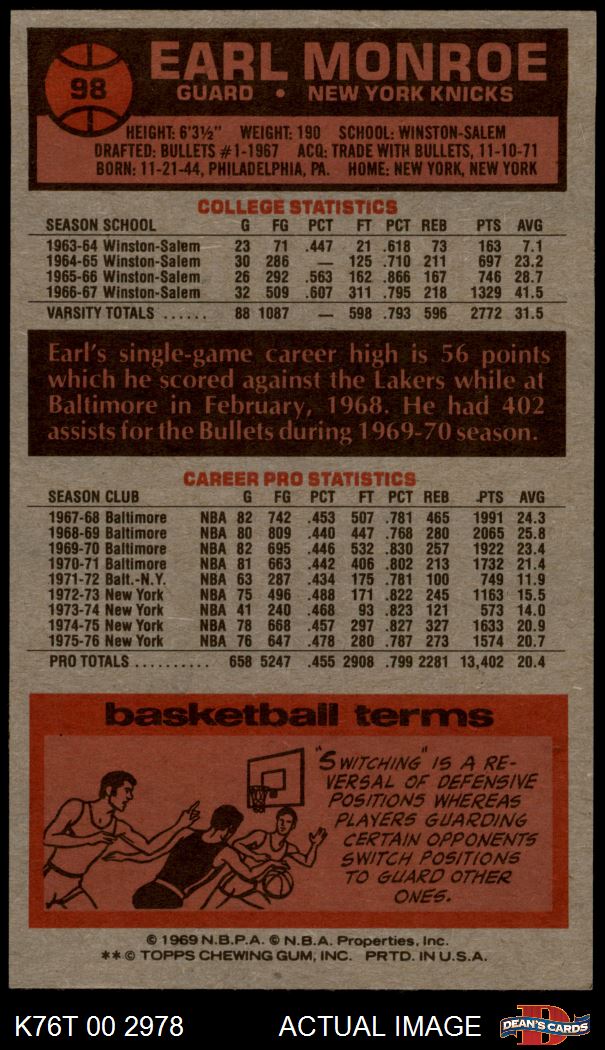 98
EARL MONROE
GUARD • NEW YORK KNICKS
HEIGHT: 6'3½" WEIGHT: 190 SCHOOL: WINSTON-SALEM
DRAFTED: BULLETS #1-1967 ACQ: TRADE WITH BULLETS, 11-10-71
BORN: 11-21-44, PHILADELPHIA, PA. HOME: NEW YORK, NEW YORK
COLLEGE STATISTICS
SEASON SCHOOL G FG PCT FT PCT REB PTS AVG
1963-64 Winston-Salem 23 71 .447 21 .618 73 163 7.1
1964-65 Winston-Salem 30 286 — 125 .710 211 697 23.2
1965-66 Winston-Salem 26 292 .563 162 .866 167 746 28.7
1966-67 Winston-Salem 32 509 .607 311 .795 218 1329 41.5
VARSITY TOTALS ...... 88 1087 — 598 .793 596 2772 31.5
Earl's single-game career high is 56 points
which he scored against the Lakers while at
Baltimore in February, 1968. He had 402
assists for the Bullets during 1969-70 season.
CAREER PRO STATISTICS
SEASON CLUB G FG PCT FT PCT REB .PTS AVG
1967-68 Baltimore NBA 82 742 .453 507 .781 465 1991 24.3
1968-69 Baltimore NBA 80 809 .440 447 .768 280 2065 25.8
1969-70 Baltimore NBA 82 695 .446 532 .830 257 1922 23.4
1970-71 Baltimore NBA 81 663 .442 406 .802 213 1732 21.4
1971-72 Balt.-N.Y. NBA 63 287 .434 175 .781 100 749 11.9
1972-73 New York NBA 75 496 .488 171 .822 245 1163 15.5
1973-74 New York NBA 41 240 .468 93 .823 121 573 14.0
1974-75 New York NBA 78 668 .457 297 .827 327 1633 20.9
1975-76 New York NBA 76 647 .478 280 .787 273 1574 20.7
PRO TOTALS .......... 658 5247 .455 2908 .799 2281 13,402 20.4
basketball terms
"SWITCHING" IS A RE-
VERSAL OF DEFENSIVE
POSITIONS WHEREAS
PLAYERS GUARDING
CERTAIN OPPONENTS
SWITCH POSITIONS
TO GUARD OTHER
ONES.
© 1969 N.B.P.A. © N.B.A. Properties, Inc.
**© TOPPS CHEWING GUM, INC. PRTD. IN U.S.A.
K76T 00 2978 ACTUAL IMAGE
D
DEAN'S CARDS